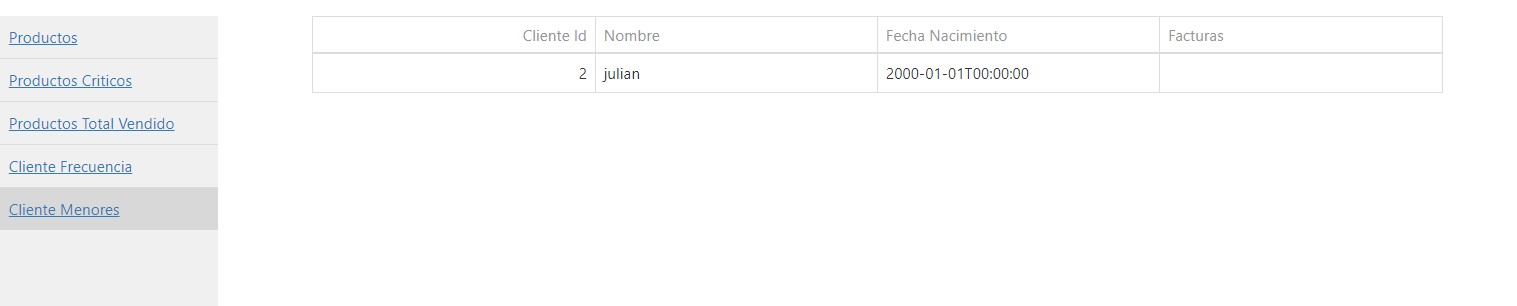 Productos
Productos Criticos
Productos Total Vendido
Cliente Frecuencia
Cliente Menores
Cliente Id Nombre Fecha Nacimiento Facturas
2 julian 2000-01-01T00:00:00